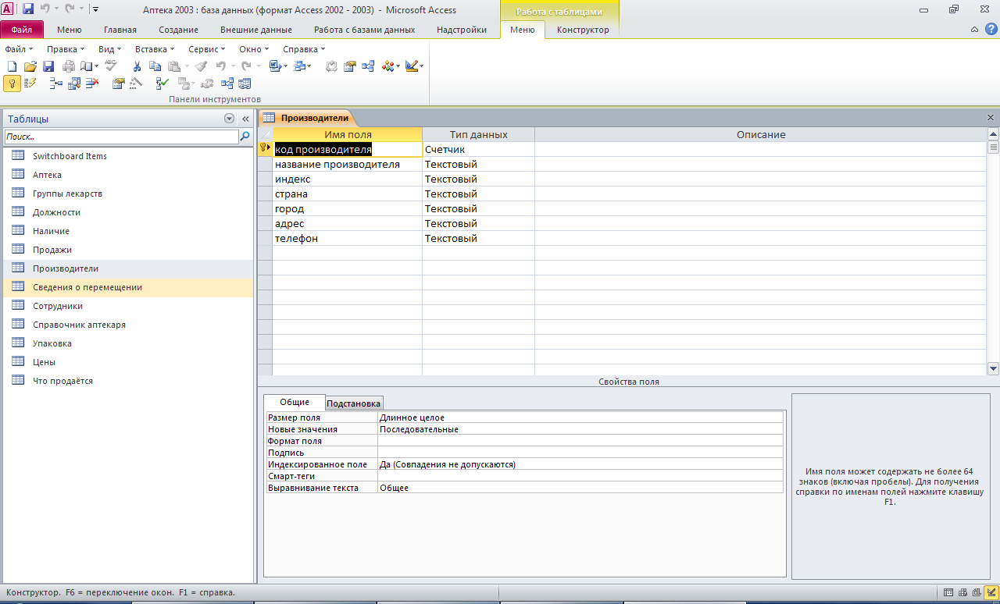 Аптека 2003 : база данных (формат Access 2002 - 2003) - Microsoft Access
Работа с таблицами
Файл Меню Главная Создание Внешние данные Работа с базами данных Надстройки Меню Конструктор
Файл Правка Вид Вставка Сервис Окно Справка
Панели инструментов
Таблицы
Поиск...
Switchboard Items
Аптека
Группы лекарств
Должности
Наличие
Продажи
Производители
Сведения о перемещении
Сотрудники
Справочник аптекаря
Упаковка
Цены
Что продаётся
Производители
Имя поля Тип данных Описание
код производителя Счетчик
название производителя Текстовый
индекс Текстовый
страна Текстовый
город Текстовый
адрес Текстовый
телефон Текстовый
Свойства поля
Общие Подстановка
Размер поля Длинное целое
Новые значения Последовательные
Формат поля
Подпись
Индексированное поле Да (Совпадения не допускаются)
Смарт-теги
Выравнивание текста Общее
Имя поля может содержать не более 64
знаков (включая пробелы). Для получения
справки по именам полей нажмите клавишу
F1.
Конструктор. F6 = переключение окон. F1 = справка.